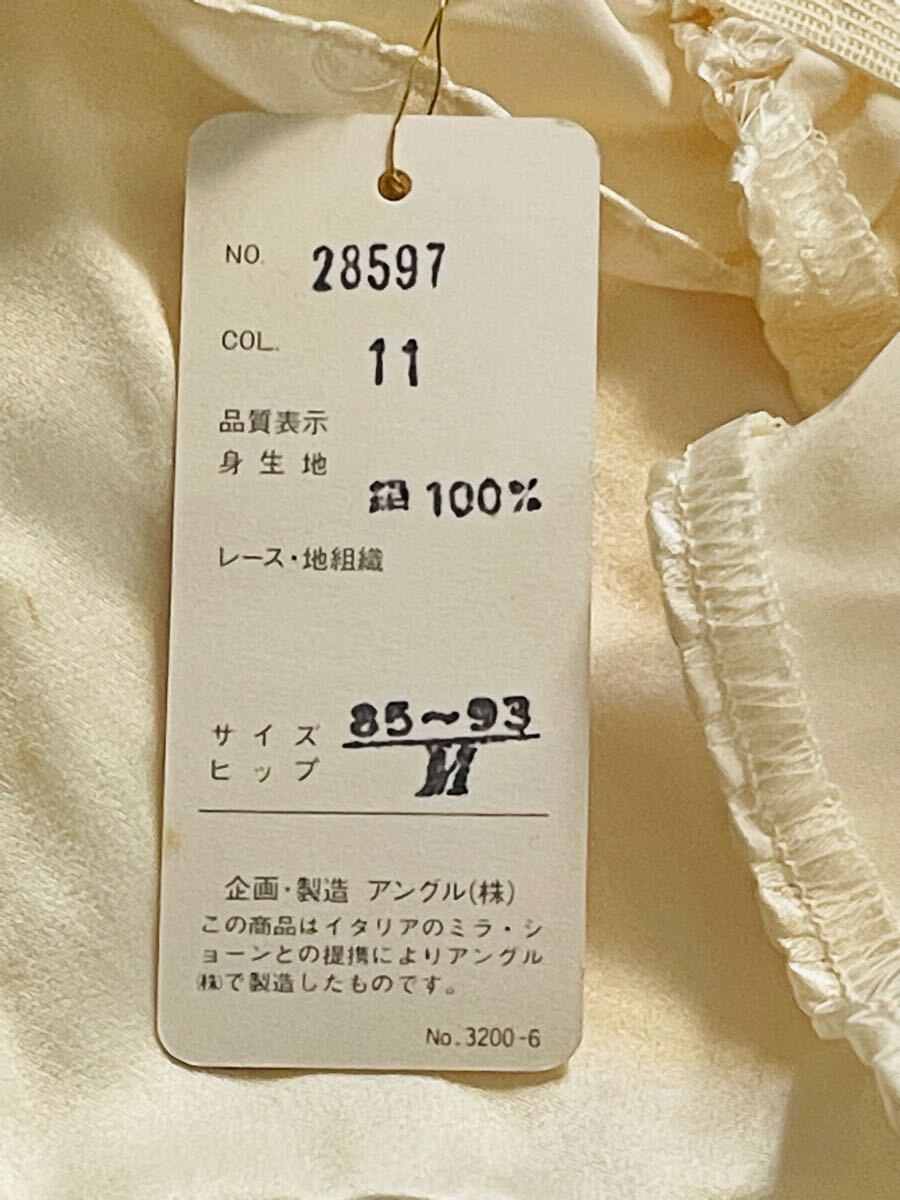 NO. 28597
COL. 11
品質表示
身生地
100%
レース・地組織
サイズ 85~93
ヒップ M
企画・製造 アングル(株)
この商品はイタリアのミラ・シ
ョーンとの提携によりアングル
㈱で製造したものです。
No.3200-6